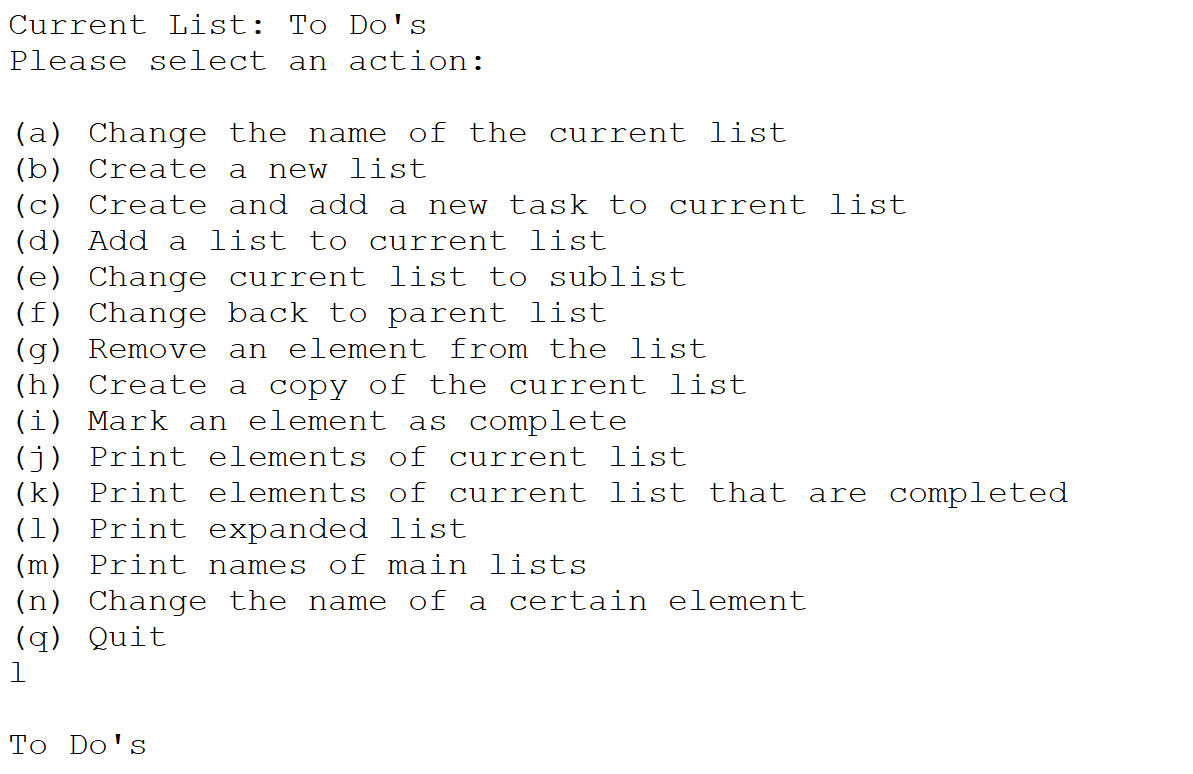 Current List: To Do's
Please select an action:
(a) Change the name of the current list
(b) Create a new list
(c) Create and add a new task to current list
(d) Add a list to current list
(e) Change current list to sublist
(f) Change back to parent list
(g) Remove an element from the list
(h) Create a copy of the current list
(i) Mark an element as complete
(j) Print elements of current list
(k) Print elements of current list that are completed
(l) Print expanded list
(m) Print names of main lists
(n) Change the name of a certain element
(q) Quit
l
To Do's